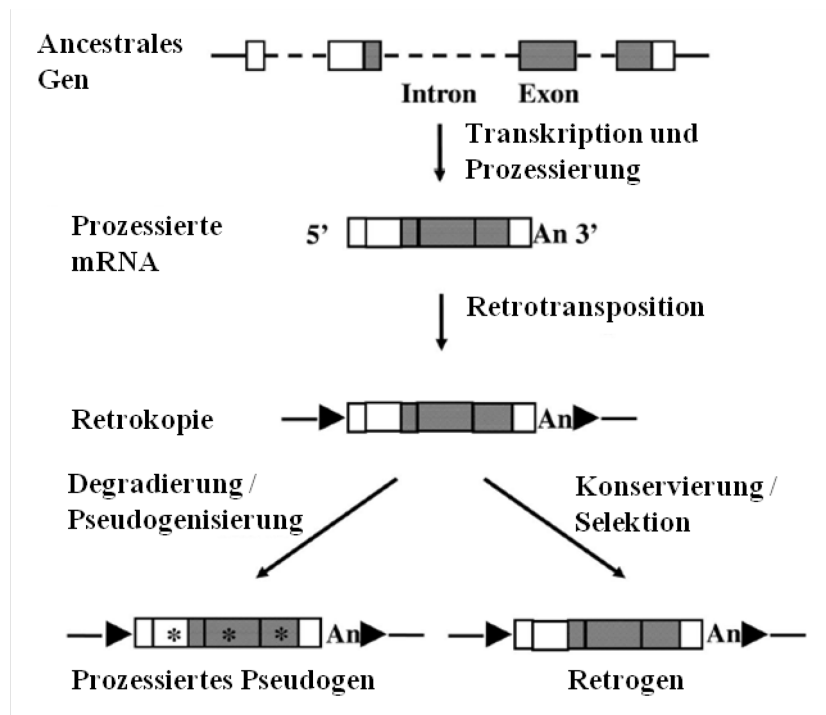 Ancestrales
Gen
Intron Exon
Transkription und
Prozessierung
Prozessierte
mRNA
5’ An 3’
Retrotransposition
Retrokopie
An
Degradierung /
Pseudogenisierung
Konservierung /
Selektion
* * * An
An
Prozessiertes Pseudogen
Retrogen